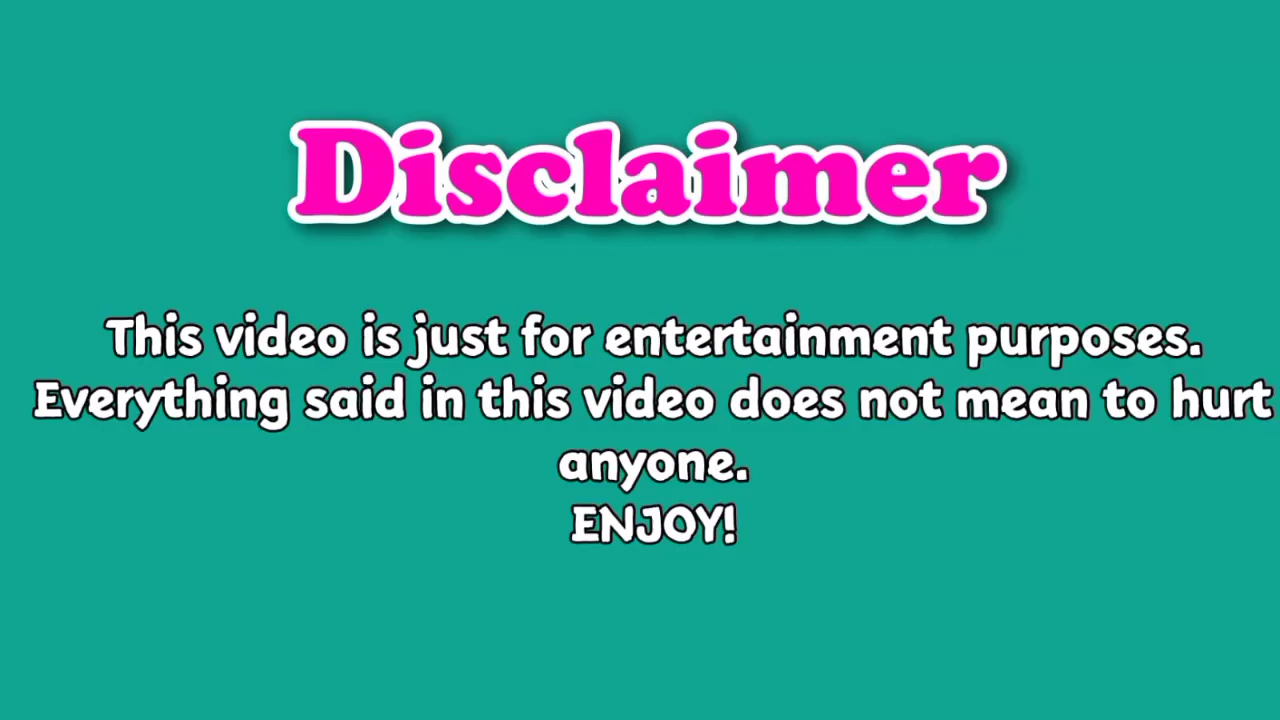 Disclaimer
This video is just for entertainment purposes.
Everything said in this video does not mean to hurt
anyone.
ENJOY!